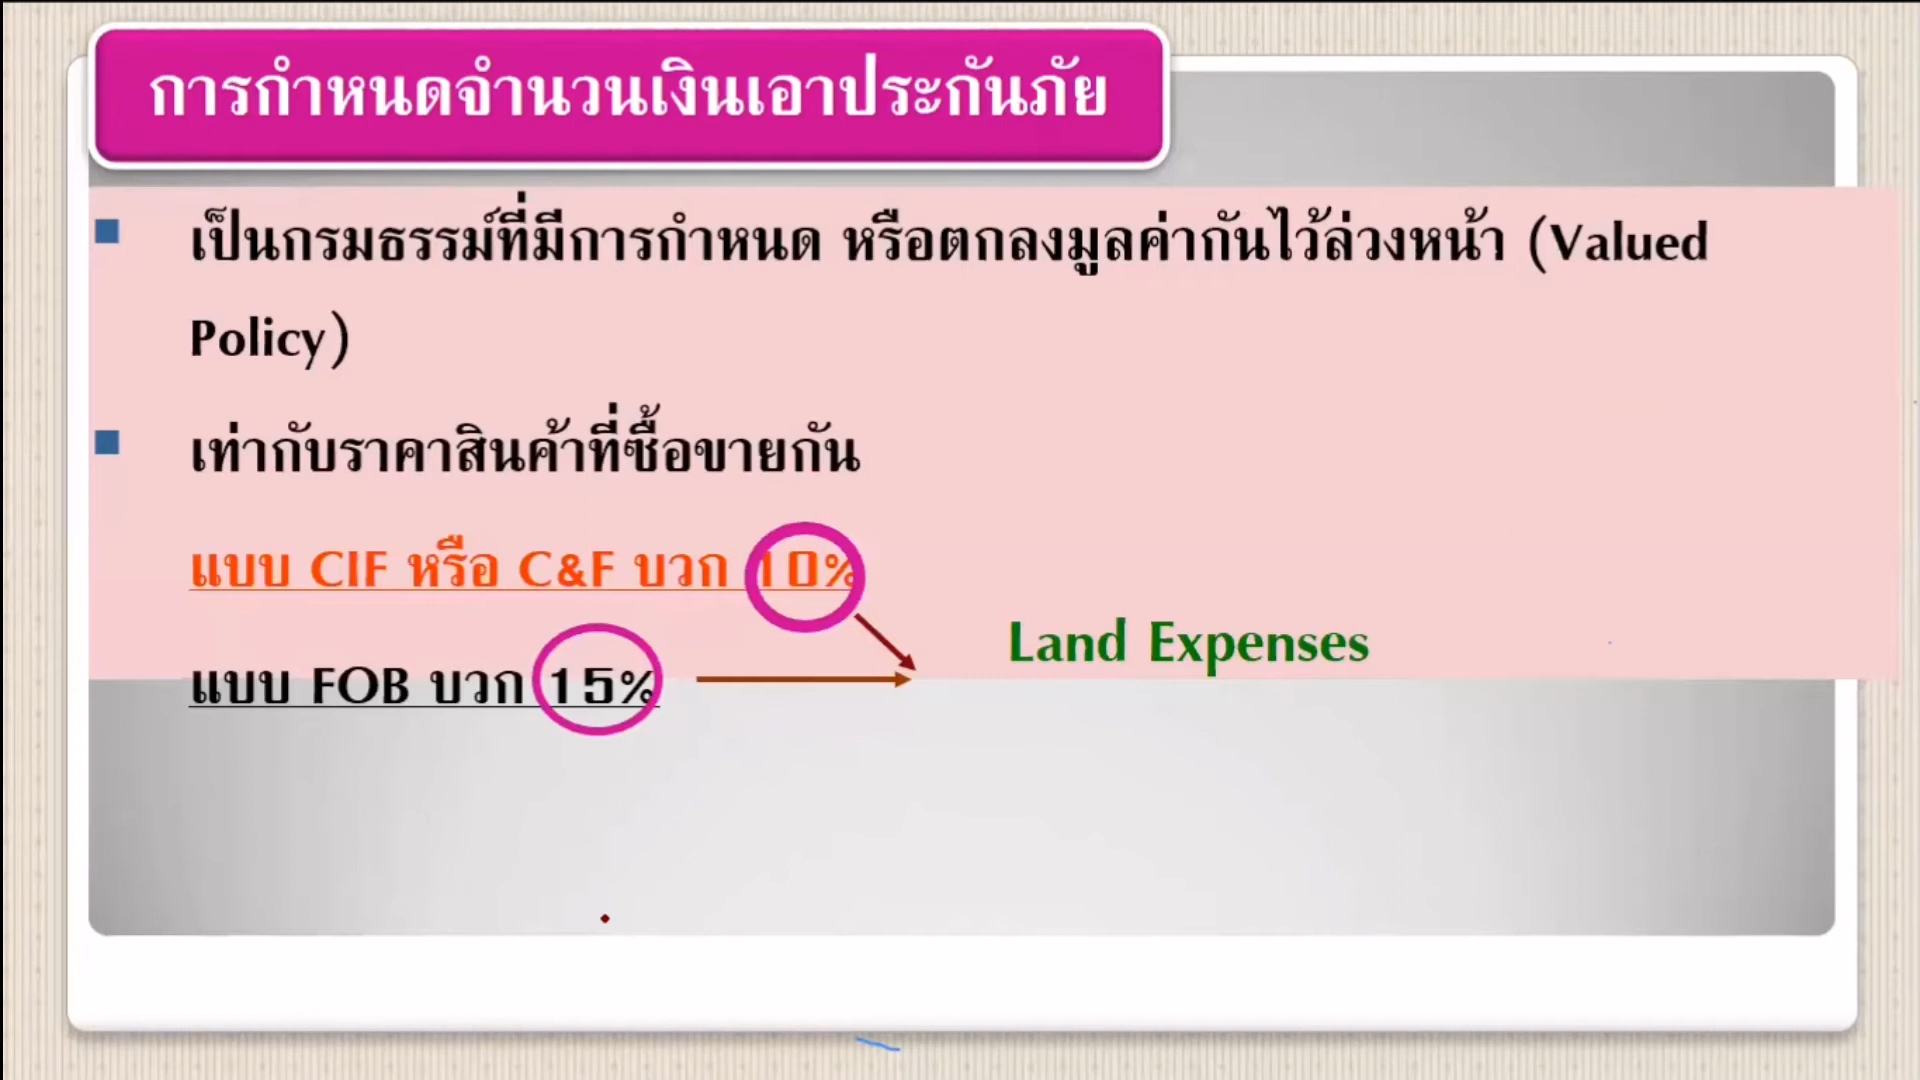 การกำหนดจำนวนเงินเอาประกันภัย
เป็นกรมธรรม์ที่มีการกำหนด หรือตกลงมูลค่ากันไว้ล่วงหน้า (Valued
Policy)
เท่ากับราคาสินค้าที่ซื้อขายกัน
แบบ CIF หรือ C&F บวก 10%
Land Expenses
แบบ FOB บวก 15%